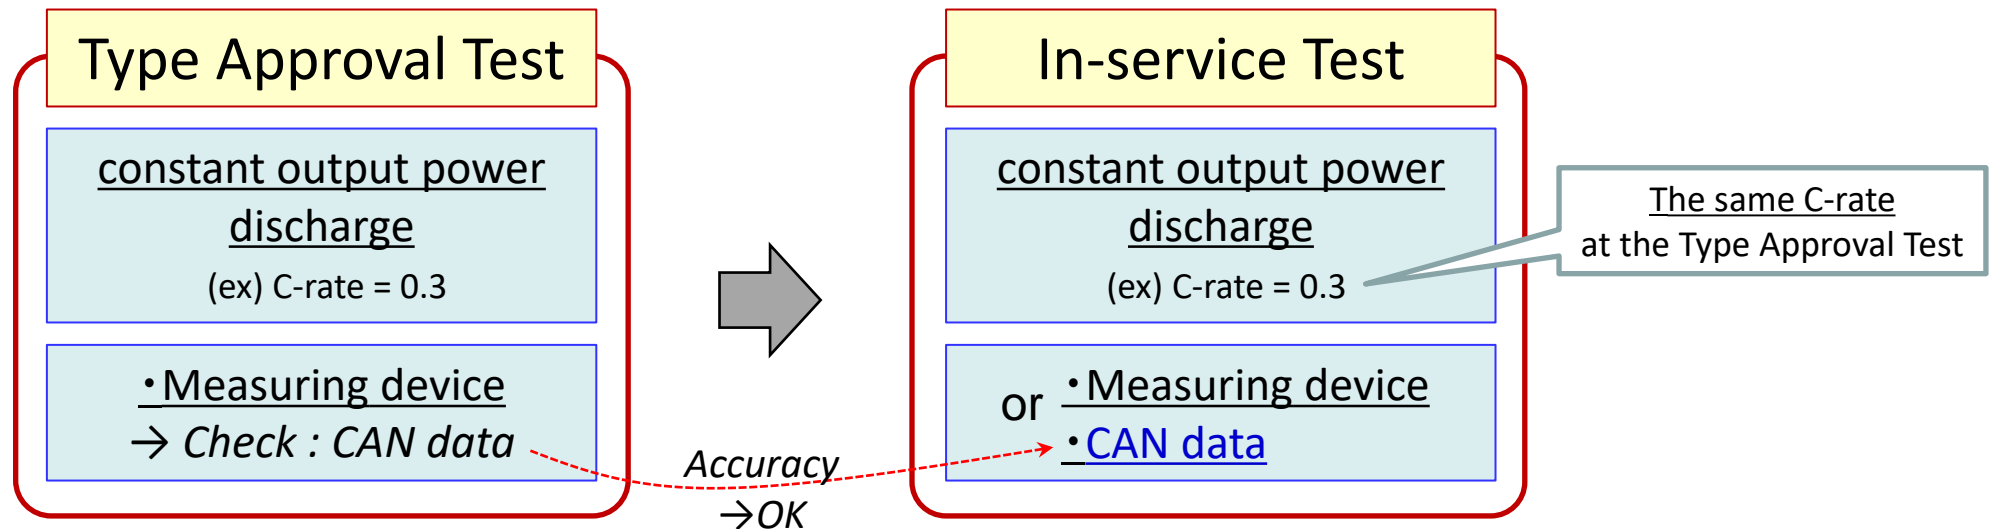 Type Approval Test
constant output power
discharge
(ex) C-rate = 0.3
・Measuring device
→ Check : CAN data
Accuracy
→OK
In-service Test
constant output power
discharge
(ex) C-rate = 0.3
The same C-rate
at the Type Approval Test
or
・Measuring device
・CAN data